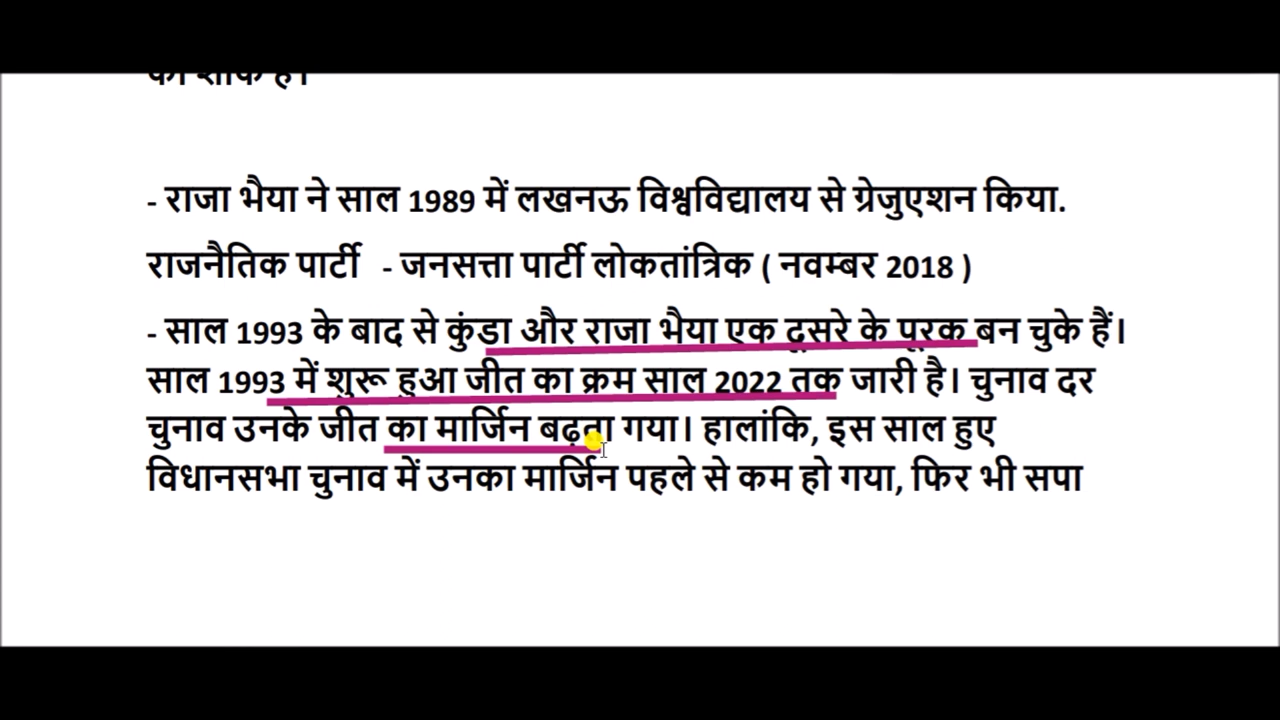 का शौक है।
- राजा भैया ने साल 1989 में लखनऊ विश्वविद्यालय से ग्रेजुएशन किया.
राजनैतिक पार्टी - जनसत्ता पार्टी लोकतांत्रिक ( नवम्बर 2018 )
- साल 1993 के बाद से कुंडा और राजा भैया एक दूसरे के पूरक बन चुके हैं।
साल 1993 में शुरू हुआ जीत का क्रम साल 2022 तक जारी है। चुनाव दर
चुनाव उनके जीत का मार्जिन बढ़ता गया। हालांकि, इस साल हुए
विधानसभा चुनाव में उनका मार्जिन पहले से कम हो गया, फिर भी सपा